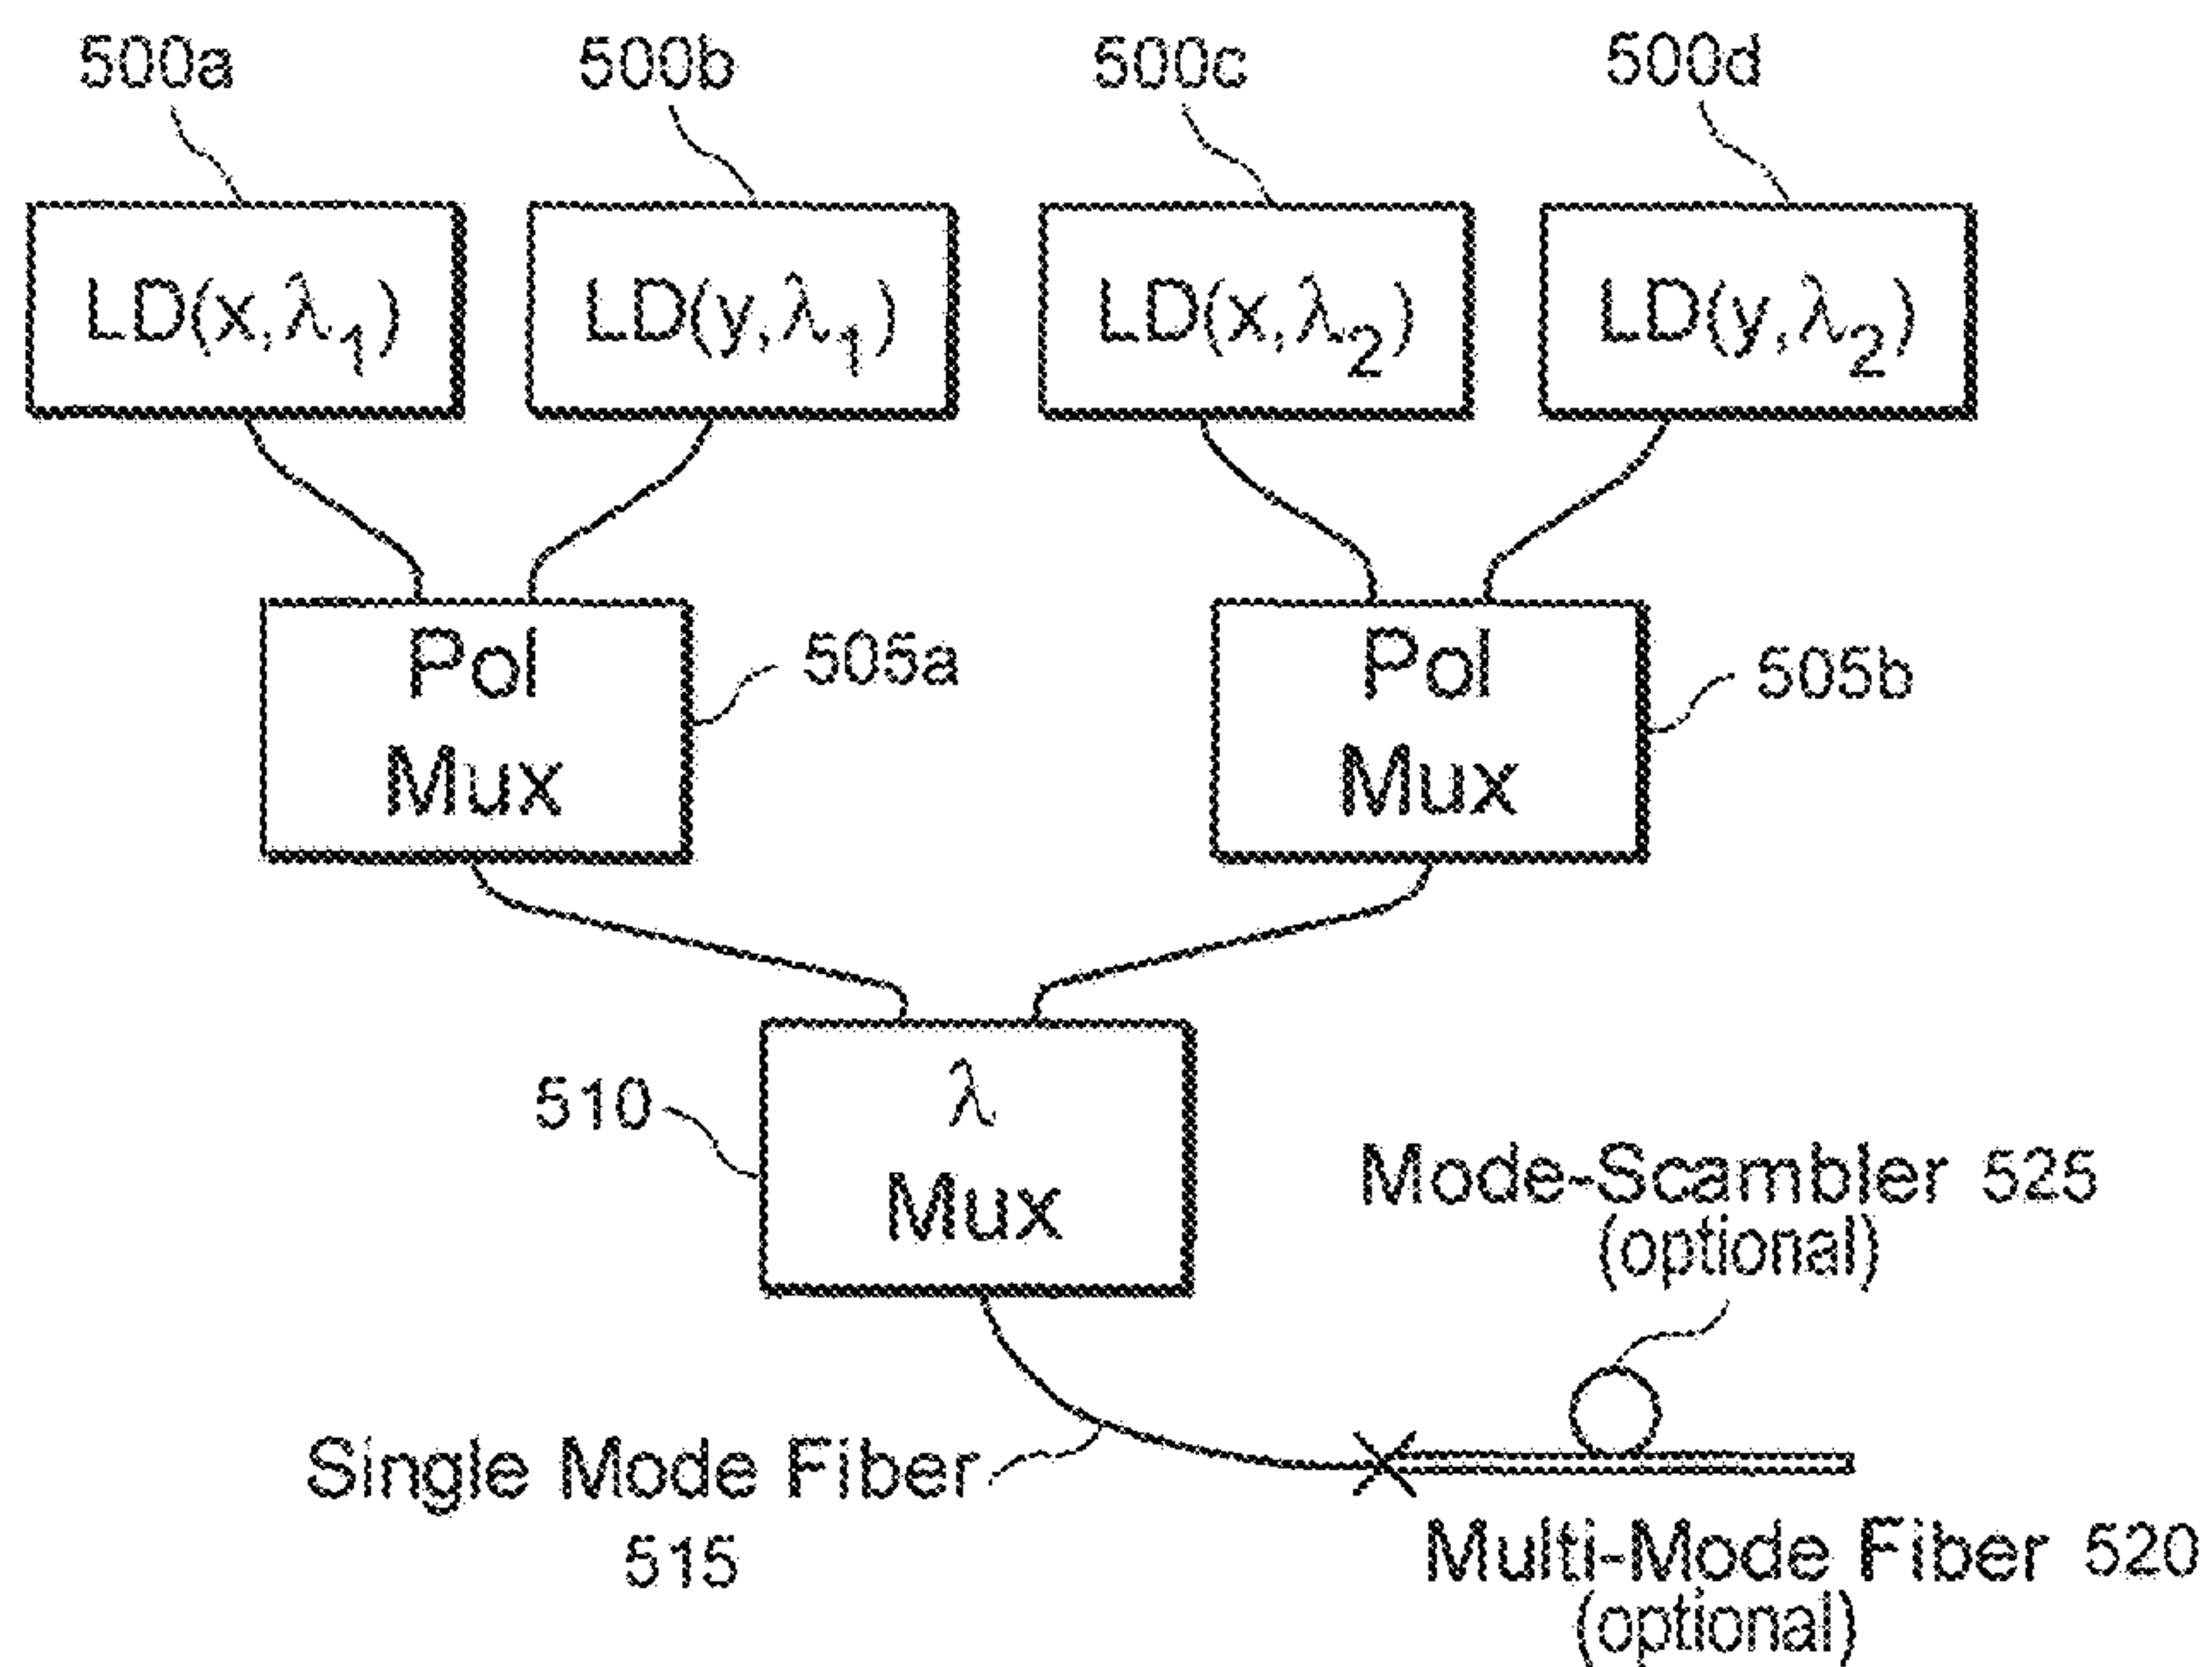 500a
500b
500c
500d
LD(x,λ1)
LD(y,λ1)
LD(x,λ2)
LD(y,λ2)
Pol
Mux
505a
Pol
Mux
505b
510
λ
Mux
Mode-Scambler 525
(optional)
Single Mode Fiber
515
Multi-Mode Fiber 520
(optional)